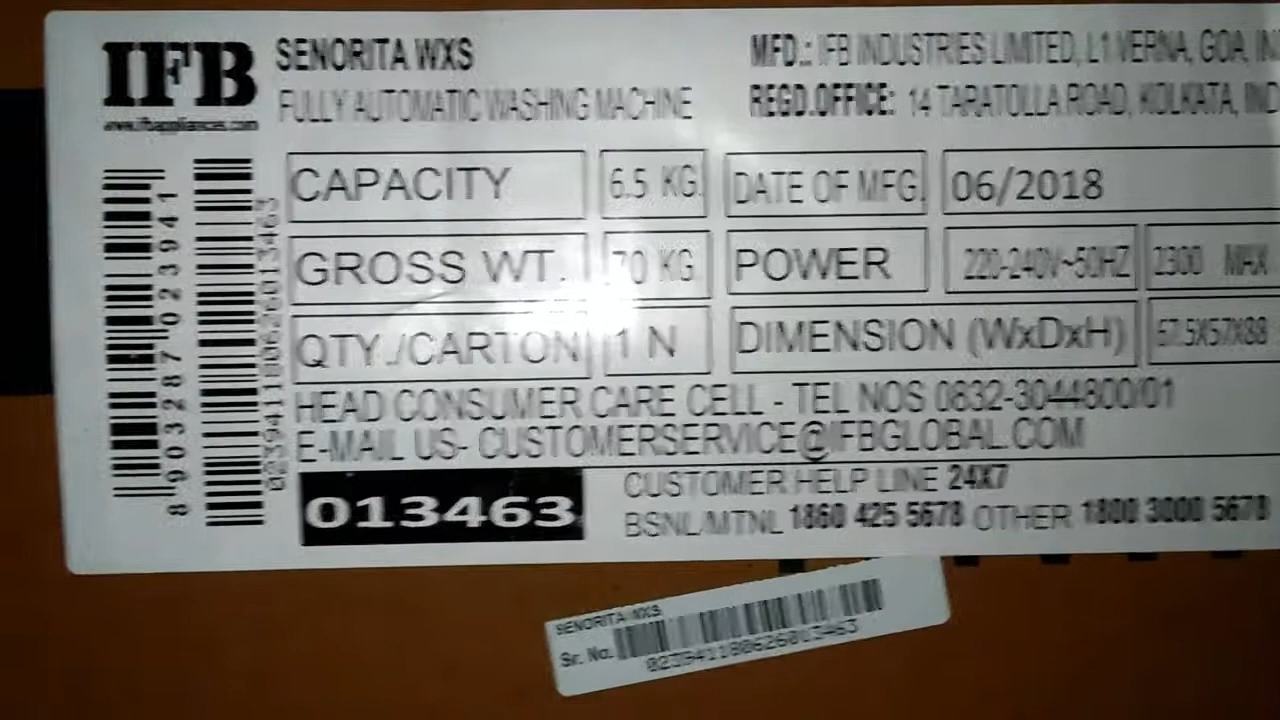 IFB
www.ifbappliances.com
SENORITA WXS
FULLY AUTOMATIC WASHING MACHINE
MFD.: IFB INDUSTRIES LIMITED, L1 VERNA, GOA, IN
REGD.OFFICE: 14 TARATOLLA ROAD, KOLKATA, IND
CAPACITY 6.5 KG. DATE OF MFG. 06/2018
GROSS WT. 70 KG POWER 220-240V~50HZ 2300 MAX
QTY./CARTON 1 N DIMENSION (WxDxH) 57.5X57X88
HEAD CONSUMER CARE CELL - TEL NOS 0832-3044800/01
E-MAIL US- CUSTOMERSERVICE@IFBGLOBAL.COM
013463
CUSTOMER HELP LINE 24X7
BSNL/MTNL 1860 425 5678 OTHER 1800 3000 5678
8903287023941
023941180626013463
SENORITA WXS
Sr. No.
023941180626013463